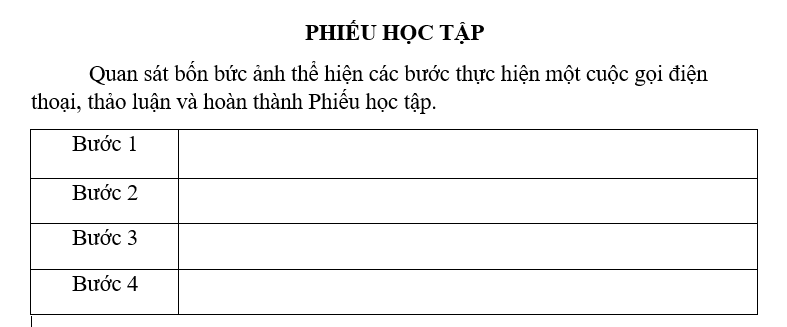 PHIẾU HỌC TẬP
Quan sát bốn bức ảnh thể hiện các bước thực hiện một cuộc gọi điện
thoại, thảo luận và hoàn thành Phiếu học tập.
Bước 1
Bước 2
Bước 3
Bước 4